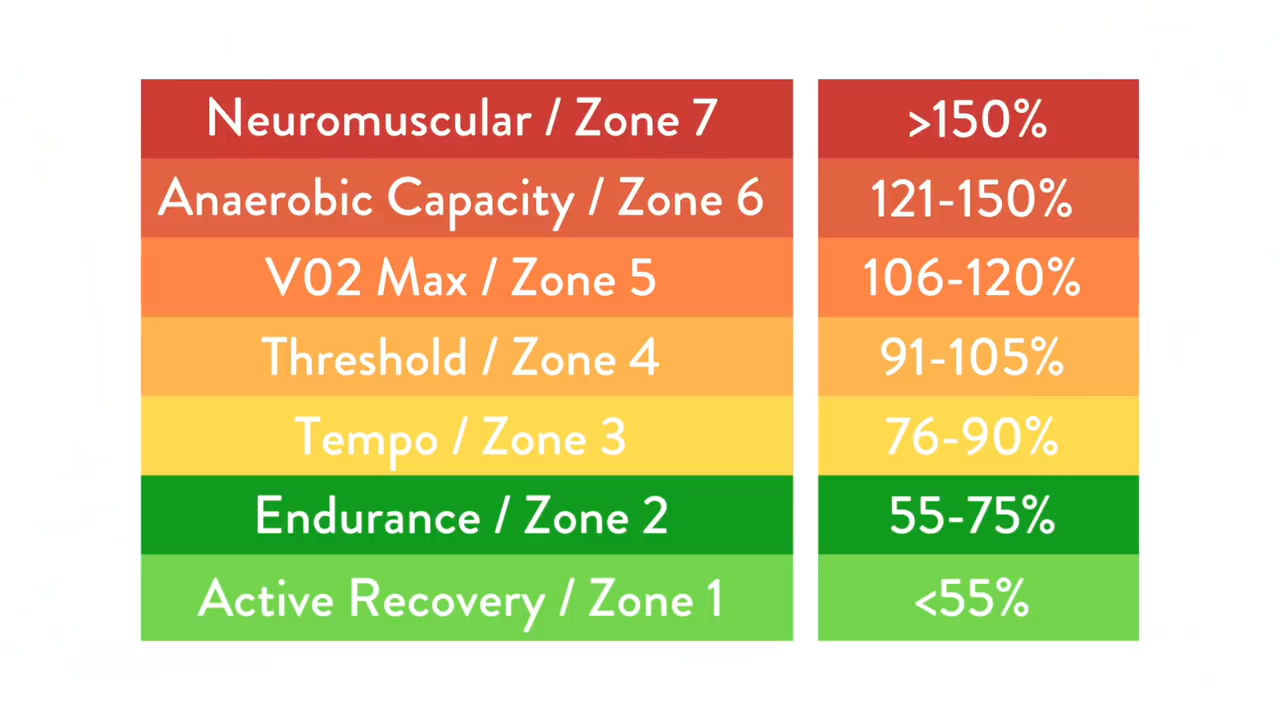 Neuromuscular / Zone 7 >150%
Anaerobic Capacity / Zone 6 121-150%
V02 Max / Zone 5 106-120%
Threshold / Zone 4 91-105%
Tempo / Zone 3 76-90%
Endurance / Zone 2 55-75%
Active Recovery / Zone 1 <55%